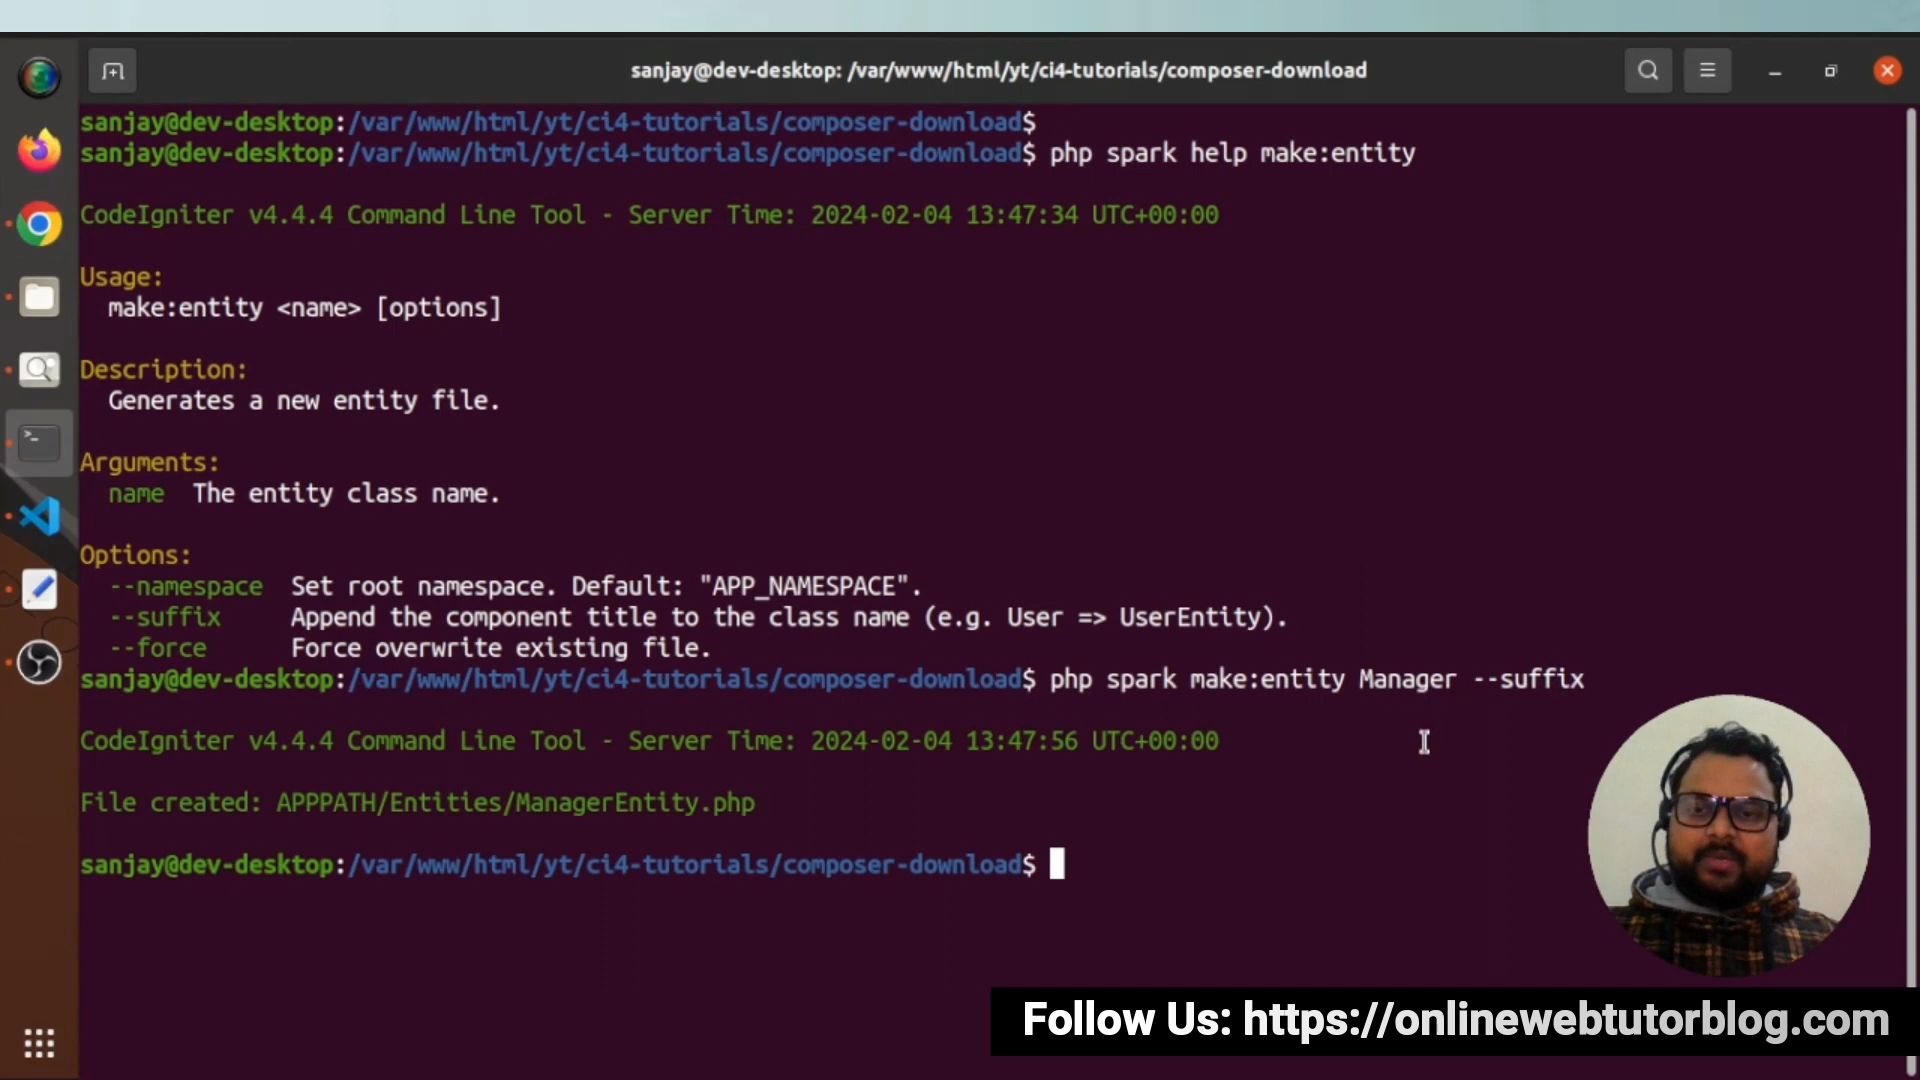 sanjay@dev-desktop: /var/www/html/yt/ci4-tutorials/composer-download
sanjay@dev-desktop:/var/www/html/yt/ci4-tutorials/composer-download$
sanjay@dev-desktop:/var/www/html/yt/ci4-tutorials/composer-download$ php spark help make:entity
CodeIgniter v4.4.4 Command Line Tool - Server Time: 2024-02-04 13:47:34 UTC+00:00
Usage:
make:entity <name> [options]
Description:
Generates a new entity file.
Arguments:
name The entity class name.
Options:
--namespace Set root namespace. Default: "APP_NAMESPACE".
--suffix Append the component title to the class name (e.g. User => UserEntity).
--force Force overwrite existing file.
sanjay@dev-desktop:/var/www/html/yt/ci4-tutorials/composer-download$ php spark make:entity Manager --suffix
CodeIgniter v4.4.4 Command Line Tool - Server Time: 2024-02-04 13:47:56 UTC+00:00
File created: APPPATH/Entities/ManagerEntity.php
sanjay@dev-desktop:/var/www/html/yt/ci4-tutorials/composer-download$
Follow Us: https://onlinewebtutorblog.com